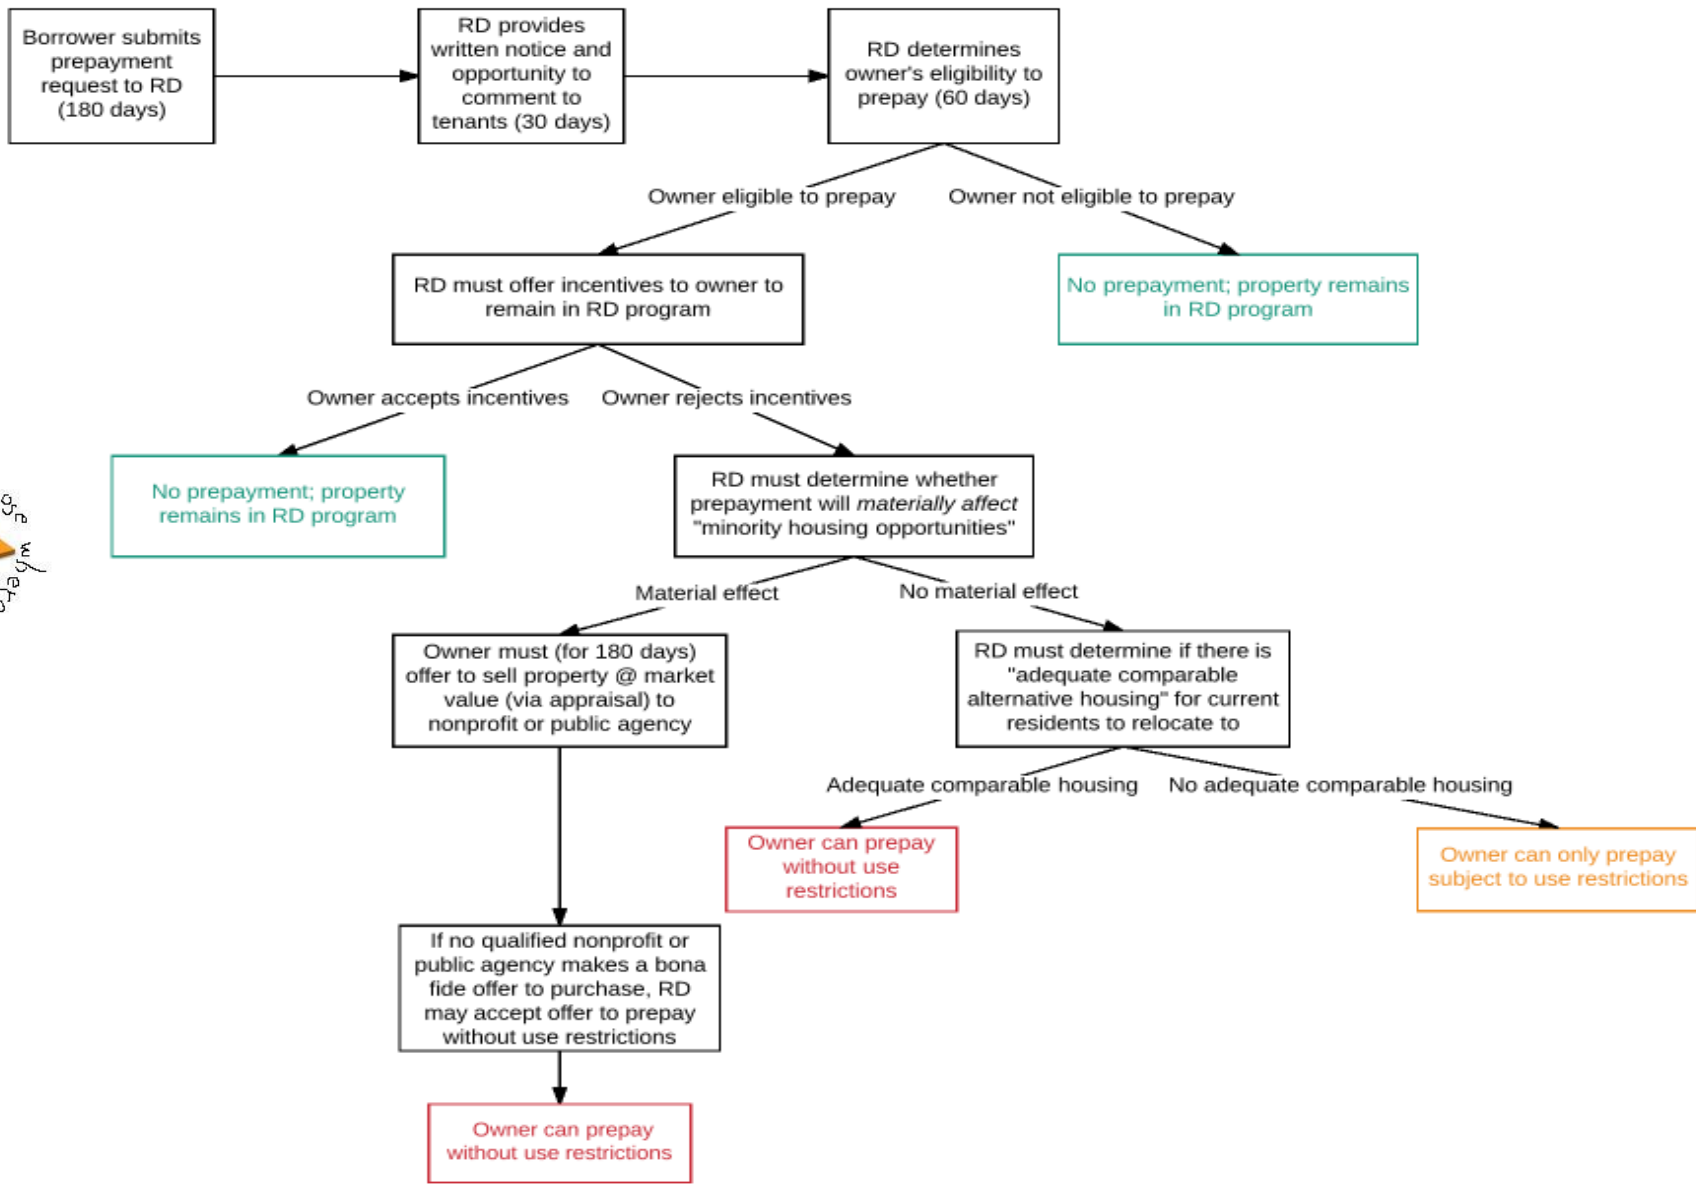 Borrower submits
prepayment
request to RD
(180 days)
RD provides
written notice and
opportunity to
comment to
tenants (30 days)
RD determines
owner's eligibility to
prepay (60 days)
Owner eligible to prepay
Owner not eligible to prepay
RD must offer incentives to owner to
remain in RD program
No prepayment; property remains
in RD program
Owner accepts incentives
Owner rejects incentives
No prepayment; property
remains in RD program
RD must determine whether
prepayment will materially affect
"minority housing opportunities"
Material effect
No material effect
Owner must (for 180 days)
offer to sell property @ market
value (via appraisal) to
nonprofit or public agency
RD must determine if there is
"adequate comparable
alternative housing" for current
residents to relocate to
Adequate comparable housing
No adequate comparable housing
Owner can prepay
without use
restrictions
Owner can only prepay
subject to use restrictions
If no qualified nonprofit or
public agency makes a bona
fide offer to purchase, RD
may accept offer to prepay
without use restrictions
Owner can prepay
without use restrictions